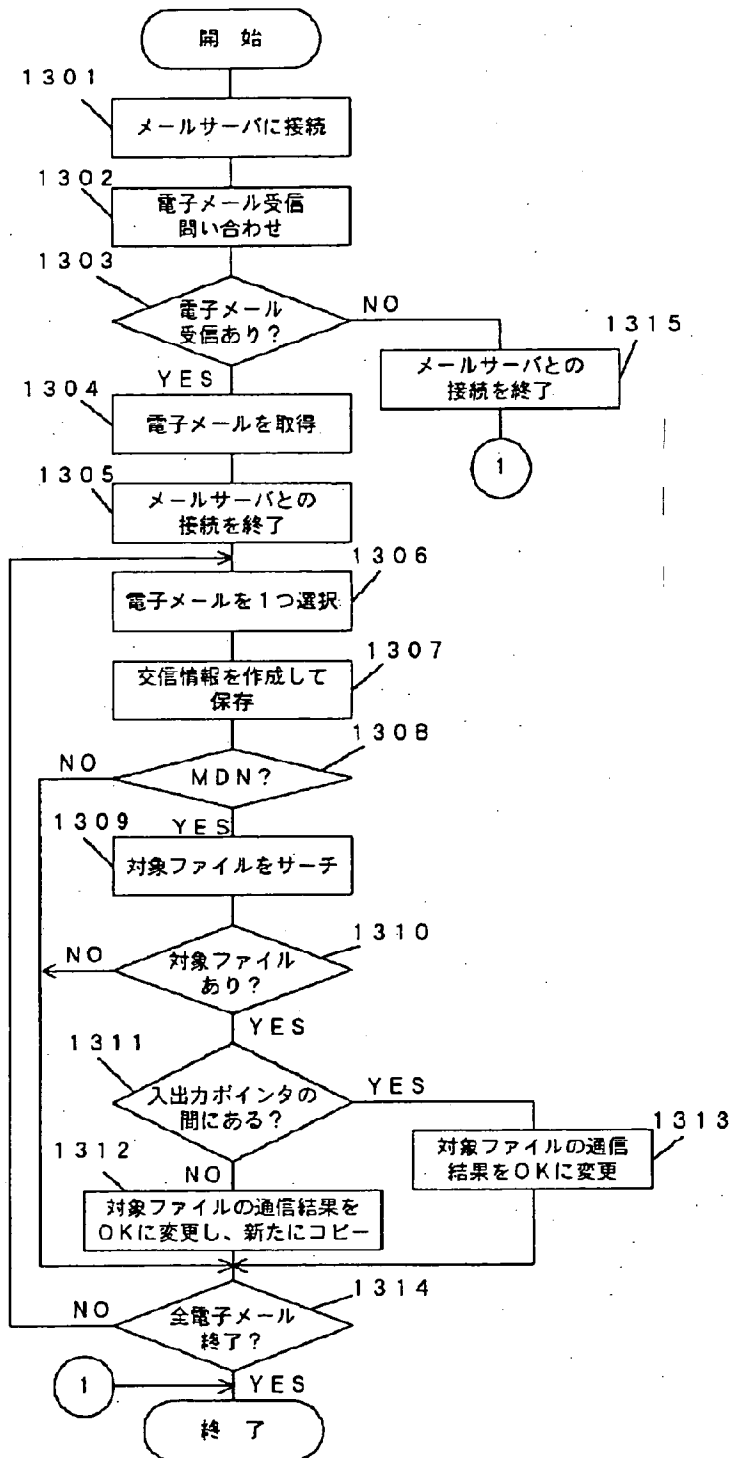 開 始
1301
メールサーバに接続
1302
電子メール受信
問い合わせ
1303
電子メール
受信あり?
NO
1315
メールサーバとの
接続を終了
1
YES
1304
電子メールを取得
1305
メールサーバとの
接続を終了
1306
電子メールを1つ選択
1307
交信情報を作成して
保存
1308
NO
MDN?
YES
1309
対象ファイルをサーチ
1310
NO
対象ファイル
あり?
YES
1311
入出力ポインタの
間にある?
YES
1313
対象ファイルの通信
結果をOKに変更
NO
1312
対象ファイルの通信結果を
OKに変更し、新たにコピー
1314
NO
全電子メール
終了?
1
YES
終 了